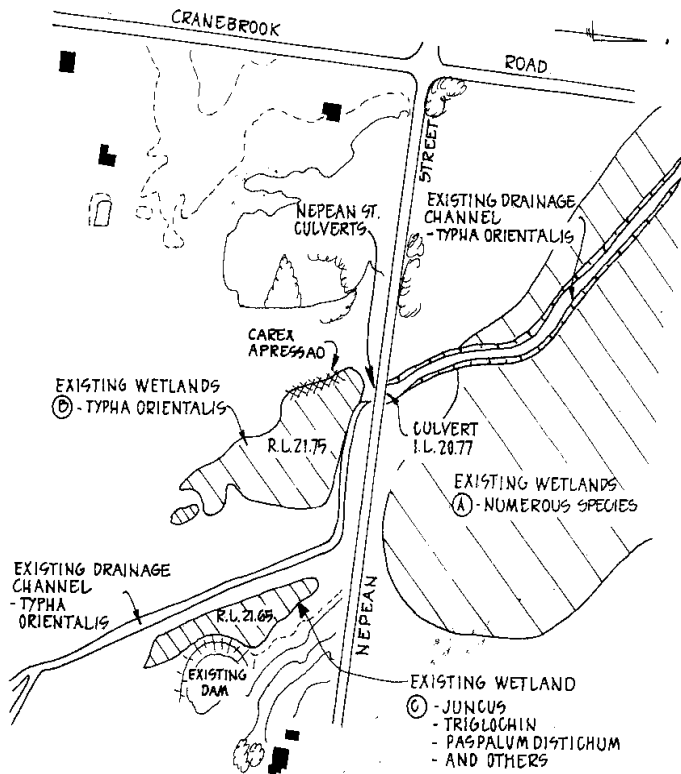 CRANEBROOK
ROAD
STREET
NEPEAN ST.
CULVERTS
EXISTING DRAINAGE
CHANNEL
- TYPHA ORIENTALIS
CAREX
APRESSAO
EXISTING WETLANDS
Ⓑ - TYPHA ORIENTALIS
R.L.21.75
CULVERT
I.L.20.77
EXISTING WETLANDS
Ⓐ - NUMEROUS SPECIES
EXISTING DRAINAGE
CHANNEL
- TYPHA
ORIENTALIS
R.L.21.65
EXISTING
DAM
NEPEAN
EXISTING WETLAND
Ⓒ - JUNCUS
- TRIGLOCHIN
- PASPALUM DISTICHUM
- AND OTHERS